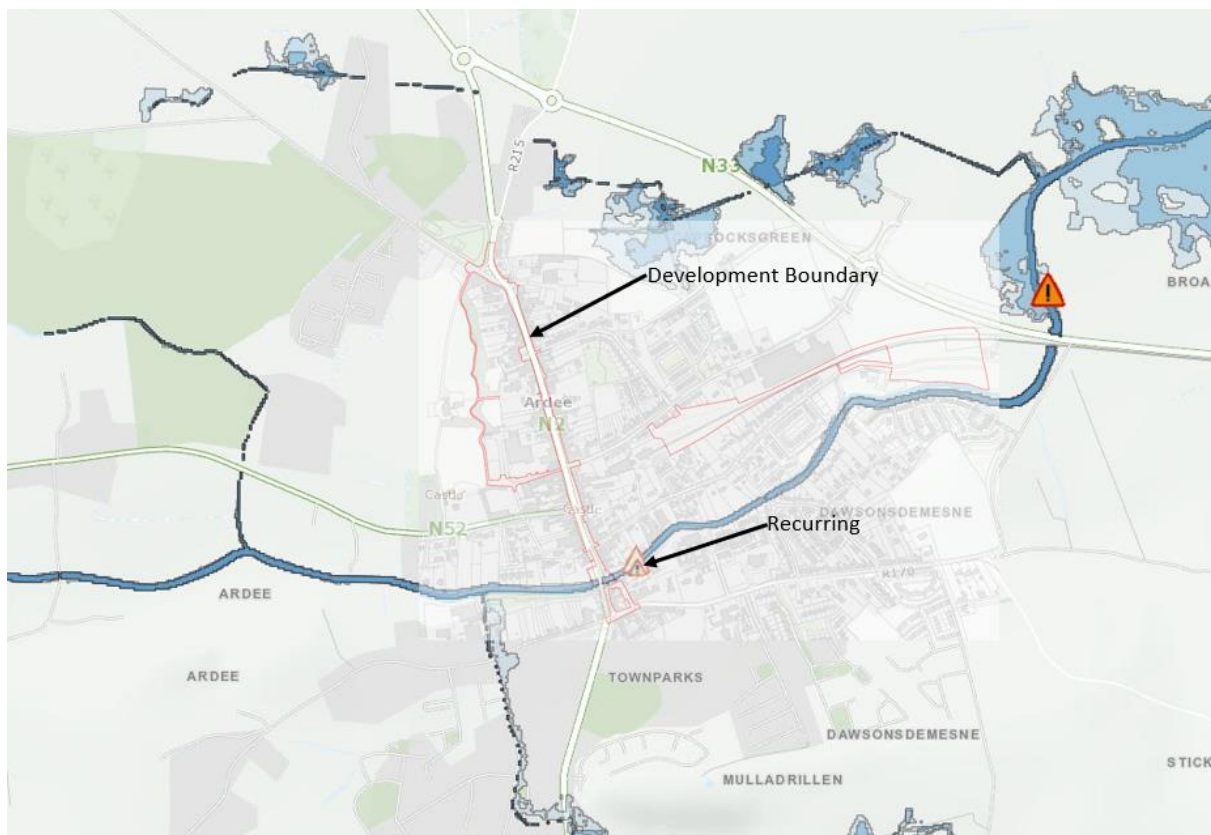 R215
N33
TOCKSGREEN
Development Boundary
BROA
Ardee
N2
Castle
Castle
N52
DAWSONSDEMESNE
Recurring
R170
ARDEE
ARDEE
TOWNPARKS
DAWSONSDEMESNE
MULLADRILLEN
STICK